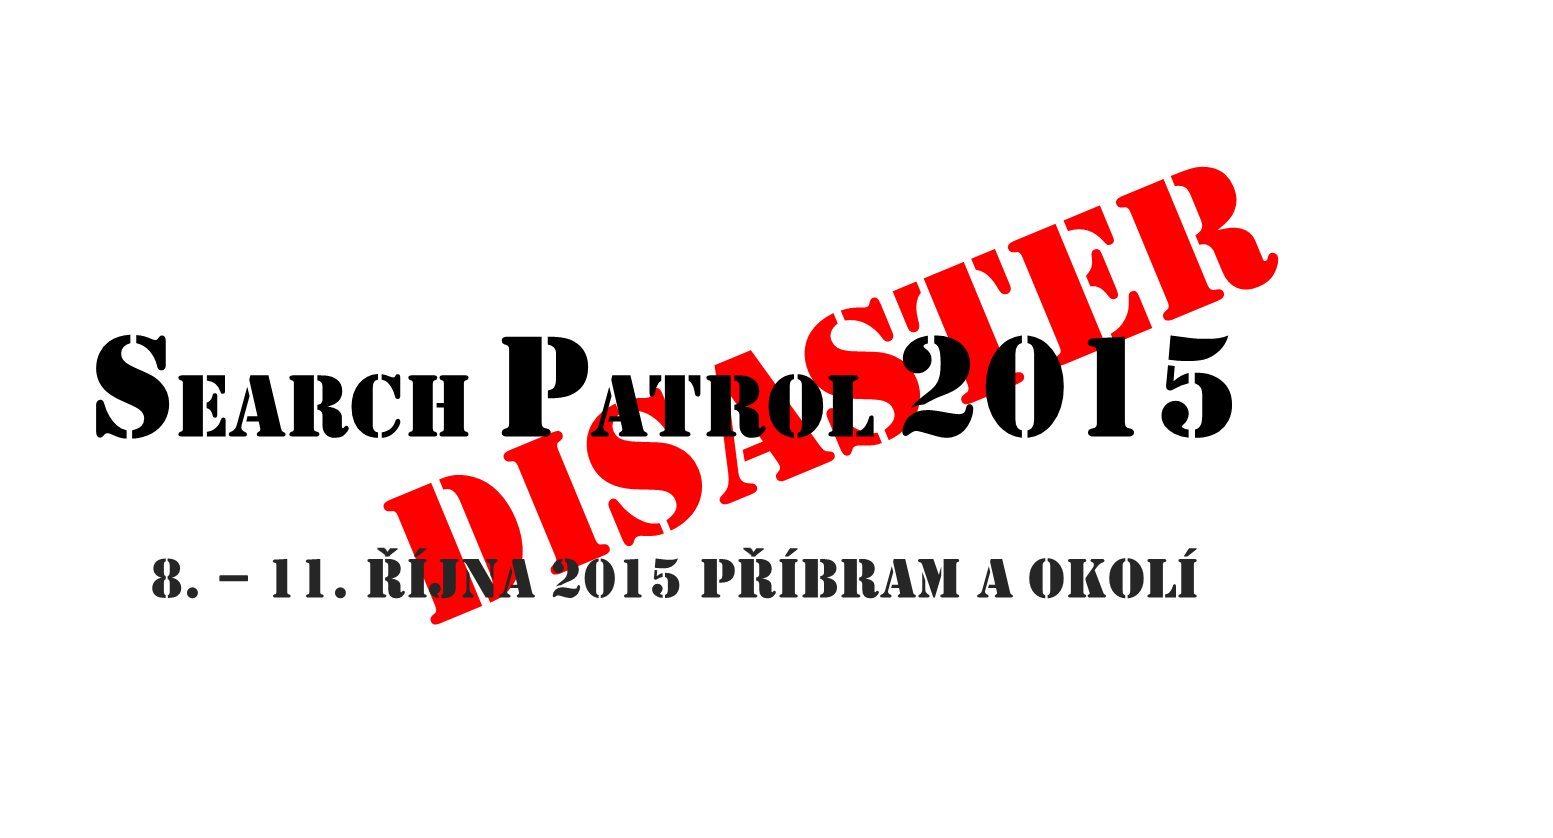 DISASTER
Search Patrol 2015
8. – 11. ŘÍJNA 2015 PŘÍBRAM A OKOLÍ